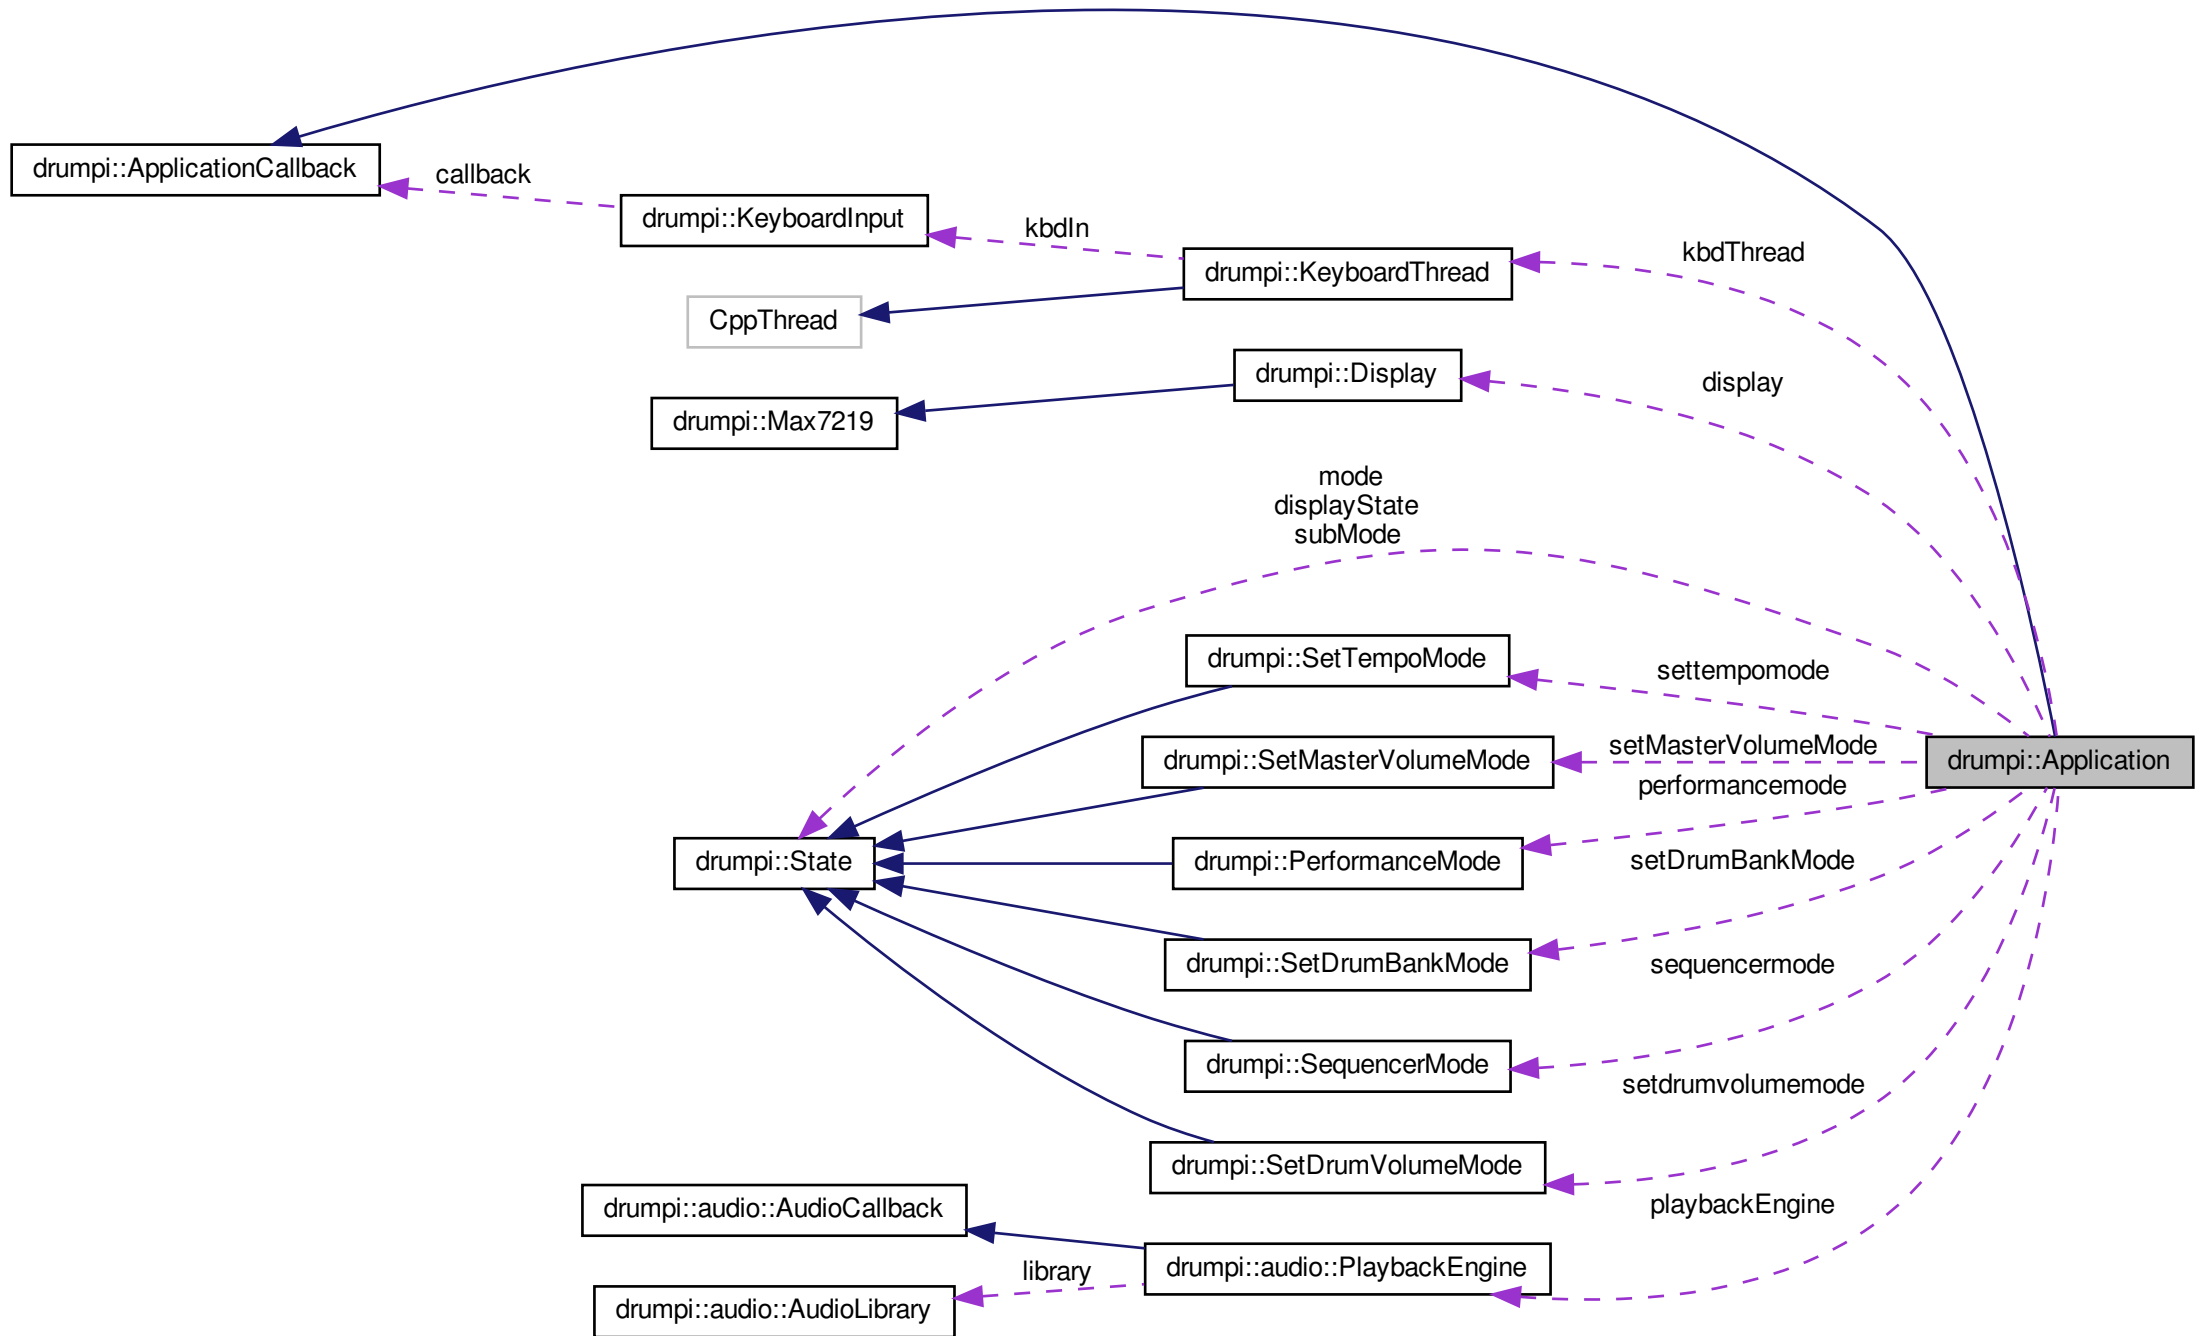 drumpi::ApplicationCallback
callback
drumpi::KeyboardInput
kbdIn
drumpi::KeyboardThread
kbdThread
CppThread
drumpi::Display
display
drumpi::Max7219
mode
displayState
subMode
drumpi::SetTempoMode
settempomode
drumpi::SetMasterVolumeMode
setMasterVolumeMode
drumpi::Application
performancemode
drumpi::State
drumpi::PerformanceMode
setDrumBankMode
drumpi::SetDrumBankMode
sequencermode
drumpi::SequencerMode
setdrumvolumemode
drumpi::SetDrumVolumeMode
drumpi::audio::AudioCallback
playbackEngine
drumpi::audio::PlaybackEngine
library
drumpi::audio::AudioLibrary